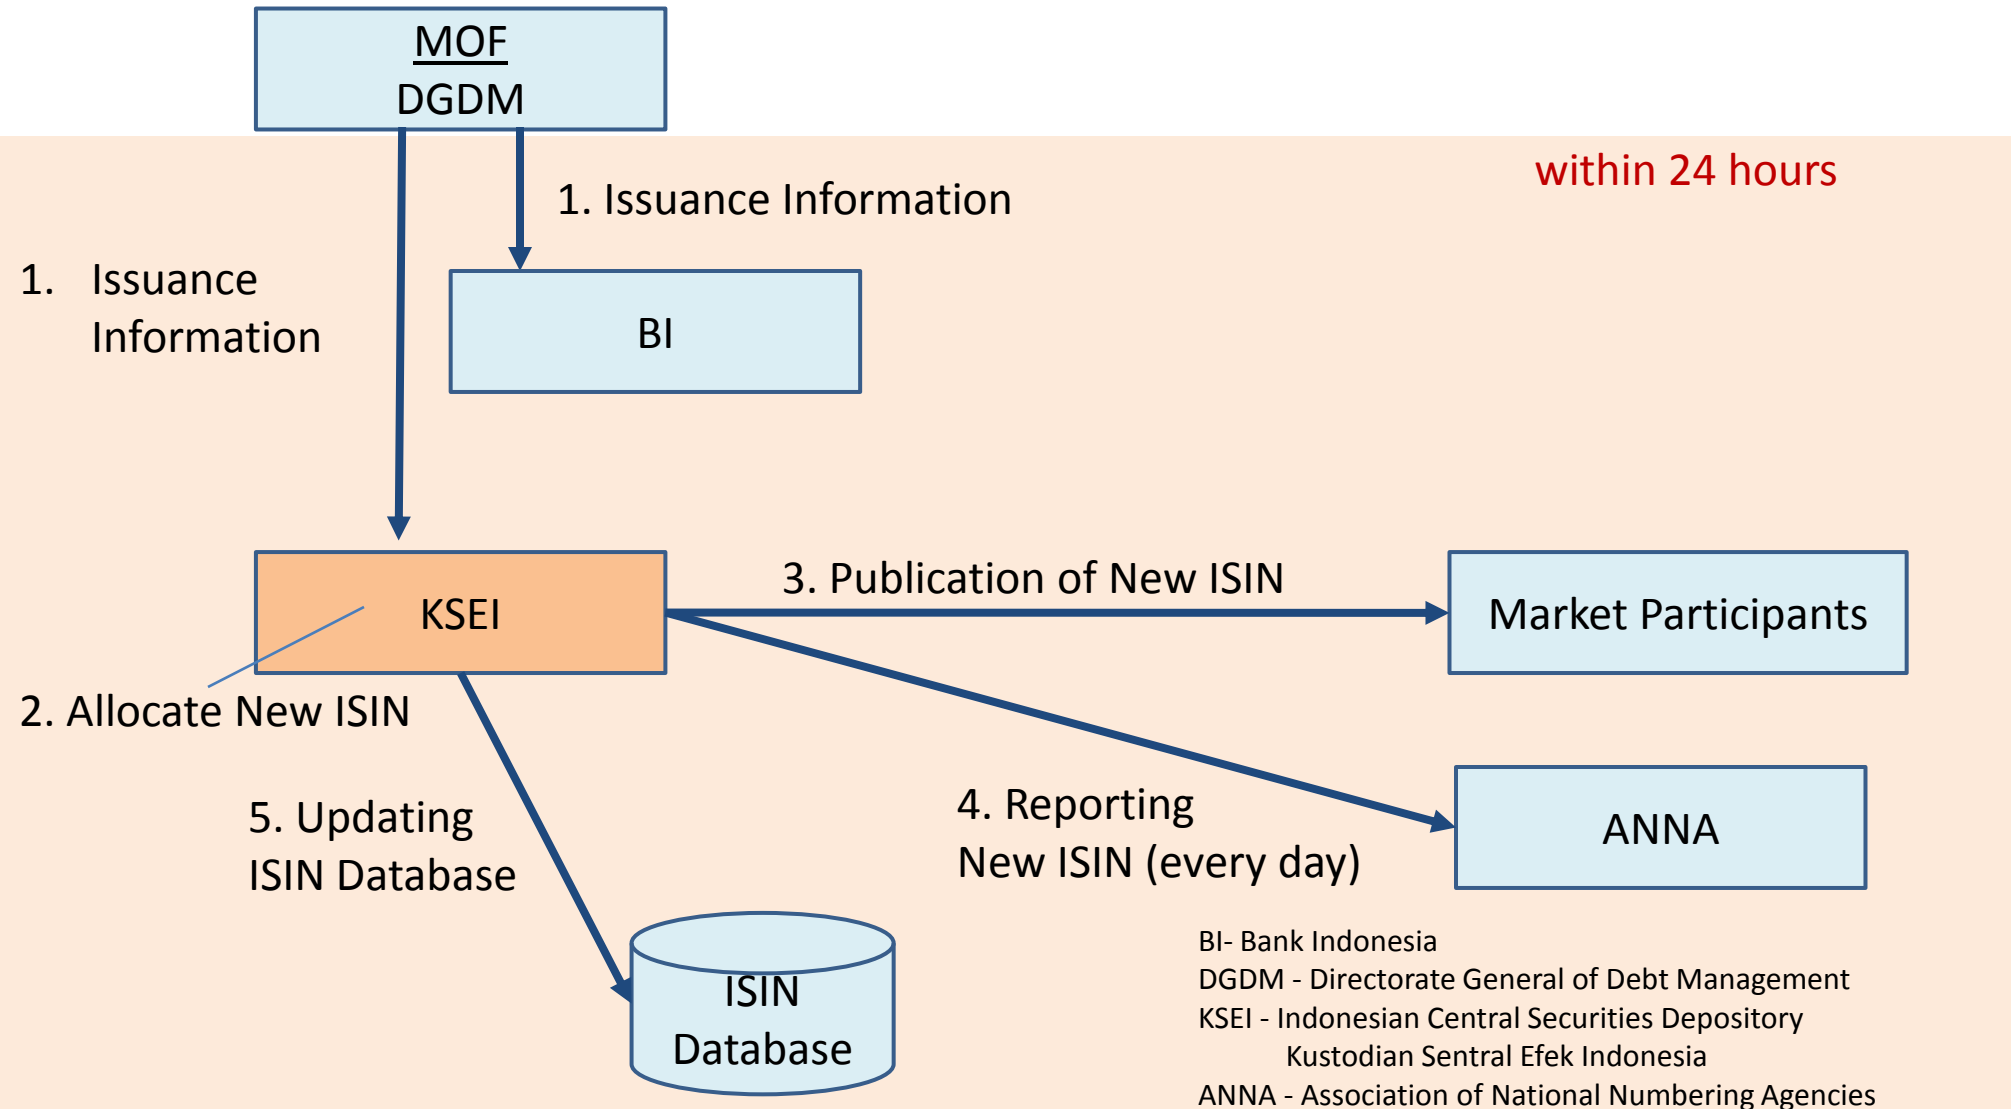 MOF
DGDM
within 24 hours
1. Issuance Information
1. Issuance
Information
BI
KSEI
3. Publication of New ISIN
Market Participants
2. Allocate New ISIN
5. Updating
ISIN Database
4. Reporting
New ISIN (every day)
ANNA
ISIN
Database
BI- Bank Indonesia
DGDM - Directorate General of Debt Management
KSEI - Indonesian Central Securities Depository
Kustodian Sentral Efek Indonesia
ANNA - Association of National Numbering Agencies